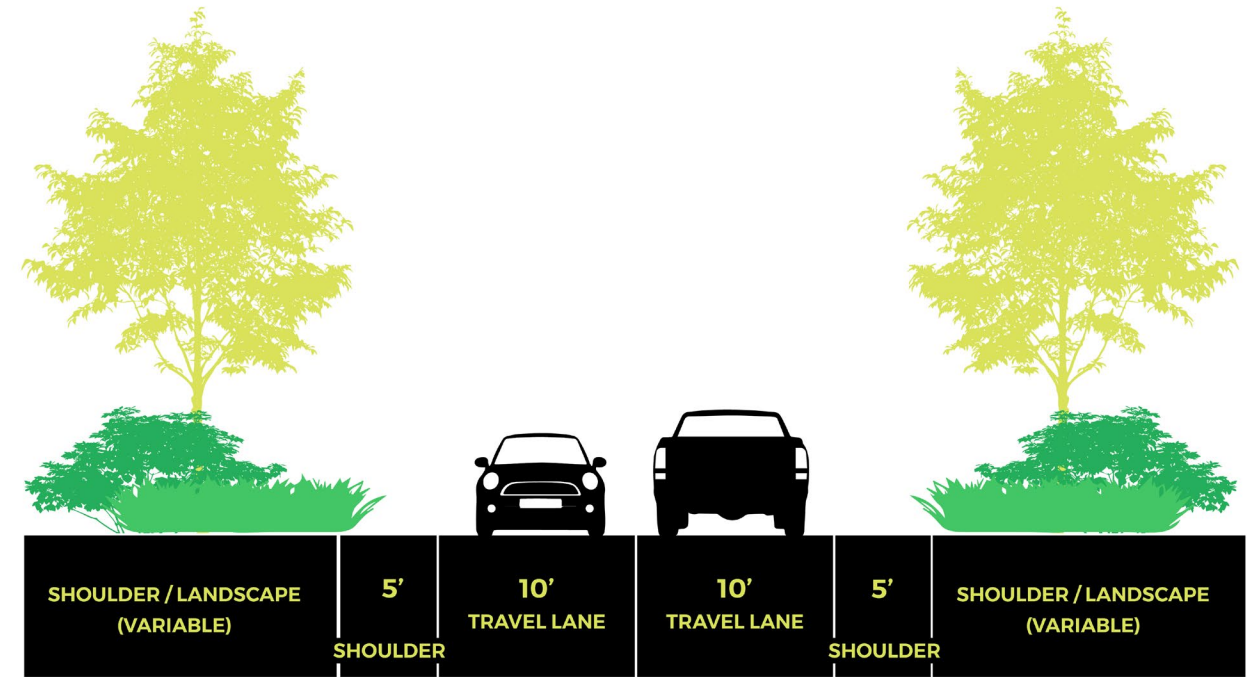 SHOULDER / LANDSCAPE
(VARIABLE)
5’
SHOULDER
10’
TRAVEL LANE
10’
TRAVEL LANE
5’
SHOULDER
SHOULDER / LANDSCAPE
(VARIABLE)